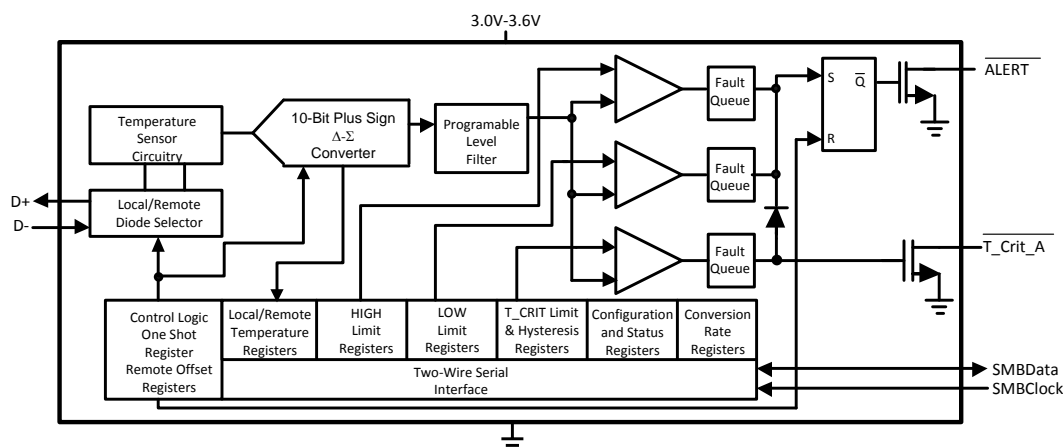 3.0V-3.6V
Temperature
Sensor
Circuitry
10-Bit Plus Sign
Δ-Σ
Converter
Programable
Level
Filter
Fault
Queue
S
Q
R
ALERT
D+
D-
Local/Remote
Diode Selector
Fault
Queue
Fault
Queue
T_Crit_A
Control Logic
One Shot
Register
Remote Offset
Registers
Local/Remote
Temperature
Registers
HIGH
Limit
Registers
LOW
Limit
Registers
T_CRIT Limit
& Hysteresis
Registers
Configuration
and Status
Registers
Conversion
Rate
Registers
Two-Wire Serial
Interface
SMBData
SMBClock